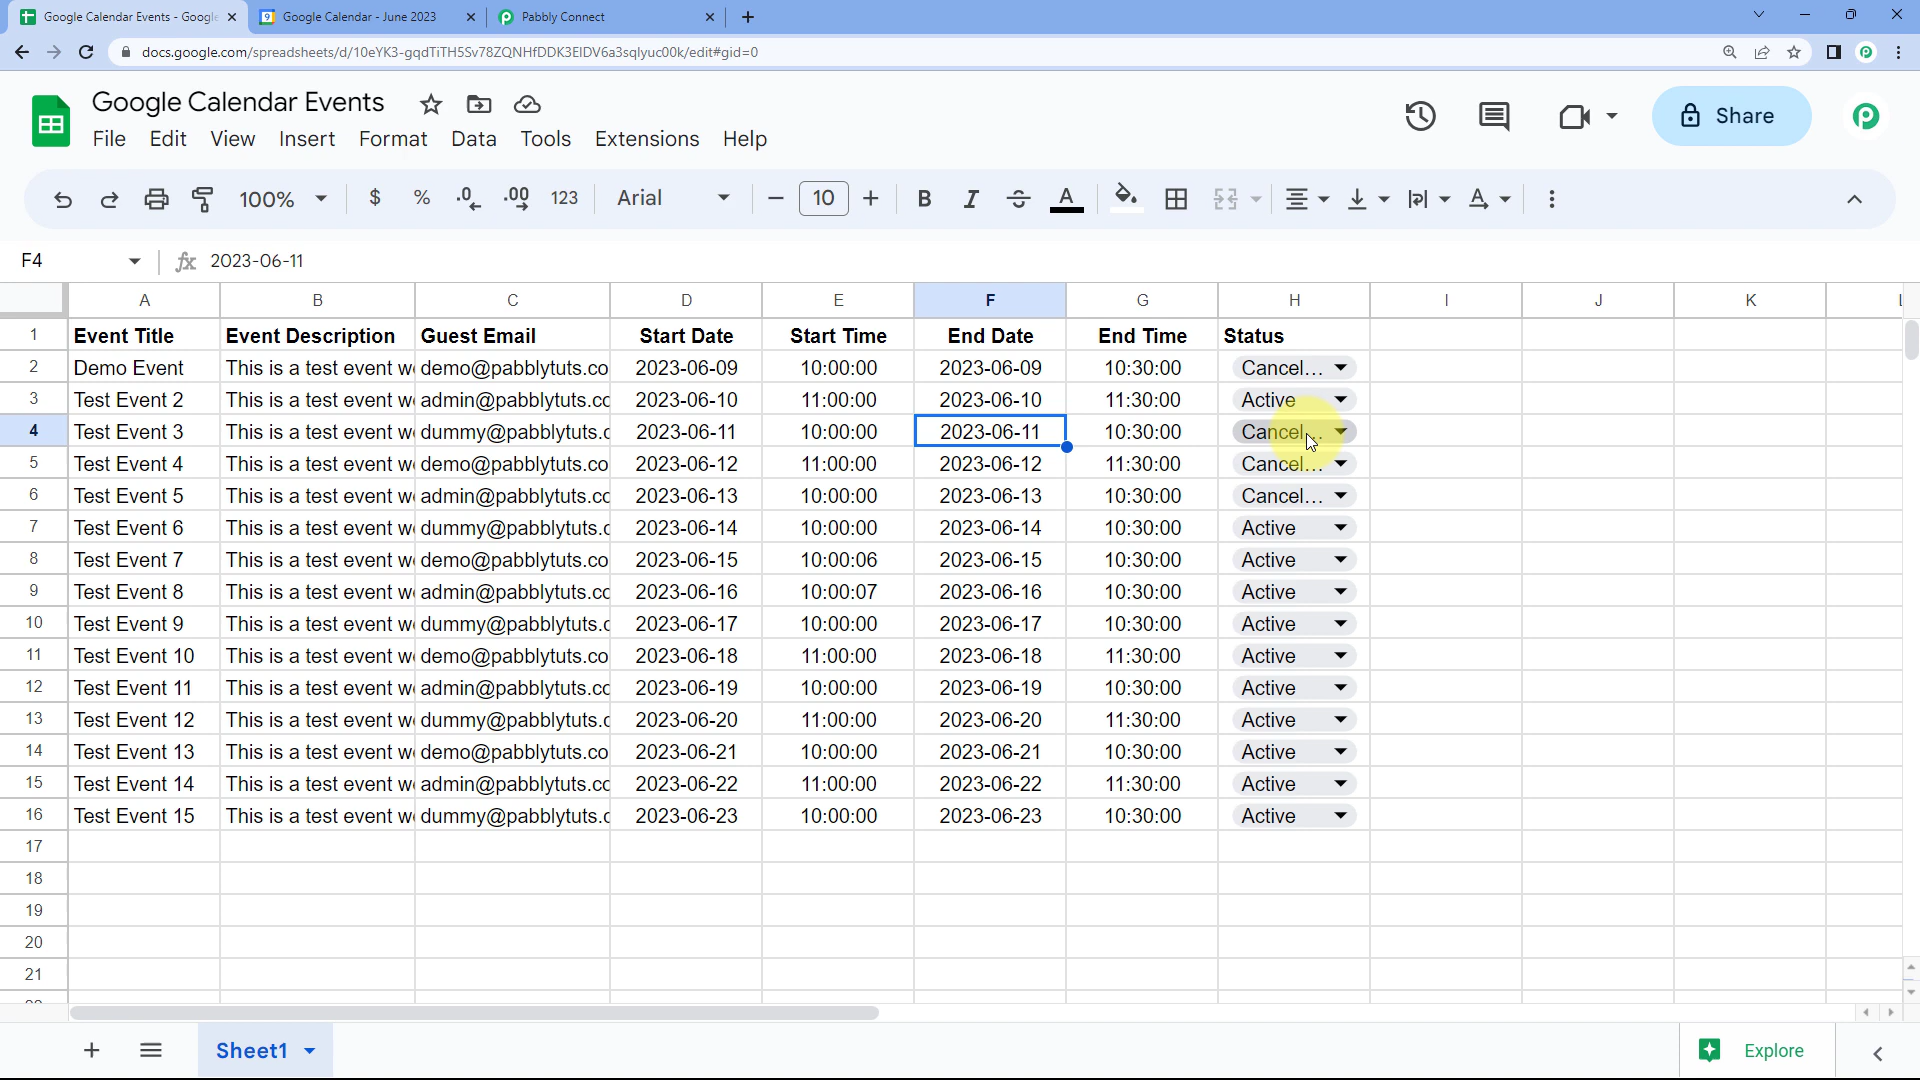 Google Calendar Events - Google
Google Calendar - June 2023
Pabbly Connect
docs.google.com/spreadsheets/d/10eYK3-gqdTiTH5Sv78ZQNHfDDK3EIDV6a3sqlyuc00k/edit#gid=0
Google Calendar Events
File Edit View Insert Format Data Tools Extensions Help
Share
100% $ % .0 .00 123 Arial 10 B I S A
F4 fx 2023-06-11
A B C D E F G H I J K L
1 Event Title Event Description Guest Email Start Date Start Time End Date End Time Status
2 Demo Event This is a test event w demo@pabblytuts.co 2023-06-09 10:00:00 2023-06-09 10:30:00 Cancel...
3 Test Event 2 This is a test event w admin@pabblytuts.cc 2023-06-10 11:00:00 2023-06-10 11:30:00 Active
4 Test Event 3 This is a test event w dummy@pabblytuts.c 2023-06-11 10:00:00 2023-06-11 10:30:00 Cancel...
5 Test Event 4 This is a test event w demo@pabblytuts.co 2023-06-12 11:00:00 2023-06-12 11:30:00 Cancel...
6 Test Event 5 This is a test event w admin@pabblytuts.cc 2023-06-13 10:00:00 2023-06-13 10:30:00 Cancel...
7 Test Event 6 This is a test event w dummy@pabblytuts.c 2023-06-14 10:00:00 2023-06-14 10:30:00 Active
8 Test Event 7 This is a test event w demo@pabblytuts.co 2023-06-15 10:00:06 2023-06-15 10:30:00 Active
9 Test Event 8 This is a test event w admin@pabblytuts.cc 2023-06-16 10:00:07 2023-06-16 10:30:00 Active
10 Test Event 9 This is a test event w dummy@pabblytuts.c 2023-06-17 10:00:00 2023-06-17 10:30:00 Active
11 Test Event 10 This is a test event w demo@pabblytuts.co 2023-06-18 11:00:00 2023-06-18 11:30:00 Active
12 Test Event 11 This is a test event w admin@pabblytuts.cc 2023-06-19 10:00:00 2023-06-19 10:30:00 Active
13 Test Event 12 This is a test event w dummy@pabblytuts.c 2023-06-20 11:00:00 2023-06-20 11:30:00 Active
14 Test Event 13 This is a test event w demo@pabblytuts.co 2023-06-21 10:00:00 2023-06-21 10:30:00 Active
15 Test Event 14 This is a test event w admin@pabblytuts.cc 2023-06-22 11:00:00 2023-06-22 11:30:00 Active
16 Test Event 15 This is a test event w dummy@pabblytuts.c 2023-06-23 10:00:00 2023-06-23 10:30:00 Active
17
18
19
20
21
Sheet1 Explore